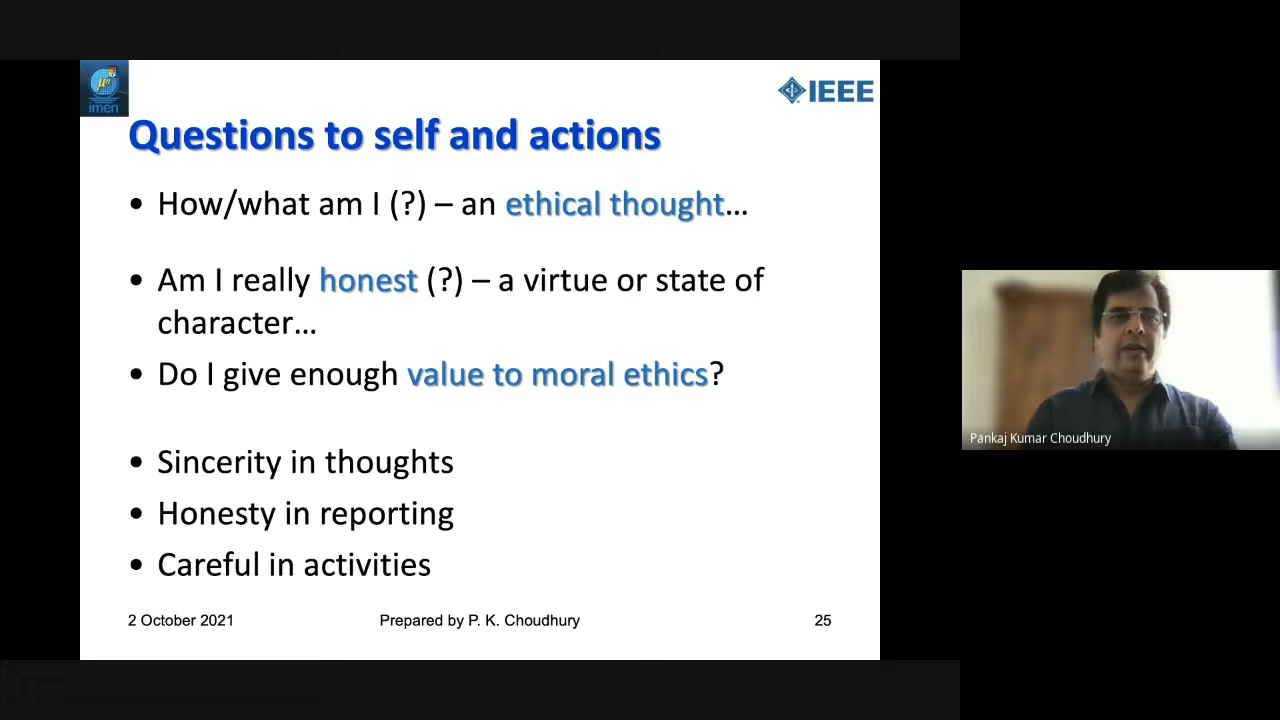 μη
imen
IEEE
Questions to self and actions
• How/what am I (?) – an ethical thought…
• Am I really honest (?) – a virtue or state of
character…
• Do I give enough value to moral ethics?
• Sincerity in thoughts
• Honesty in reporting
• Careful in activities
2 October 2021 Prepared by P. K. Choudhury 25
Pankaj Kumar Choudhury